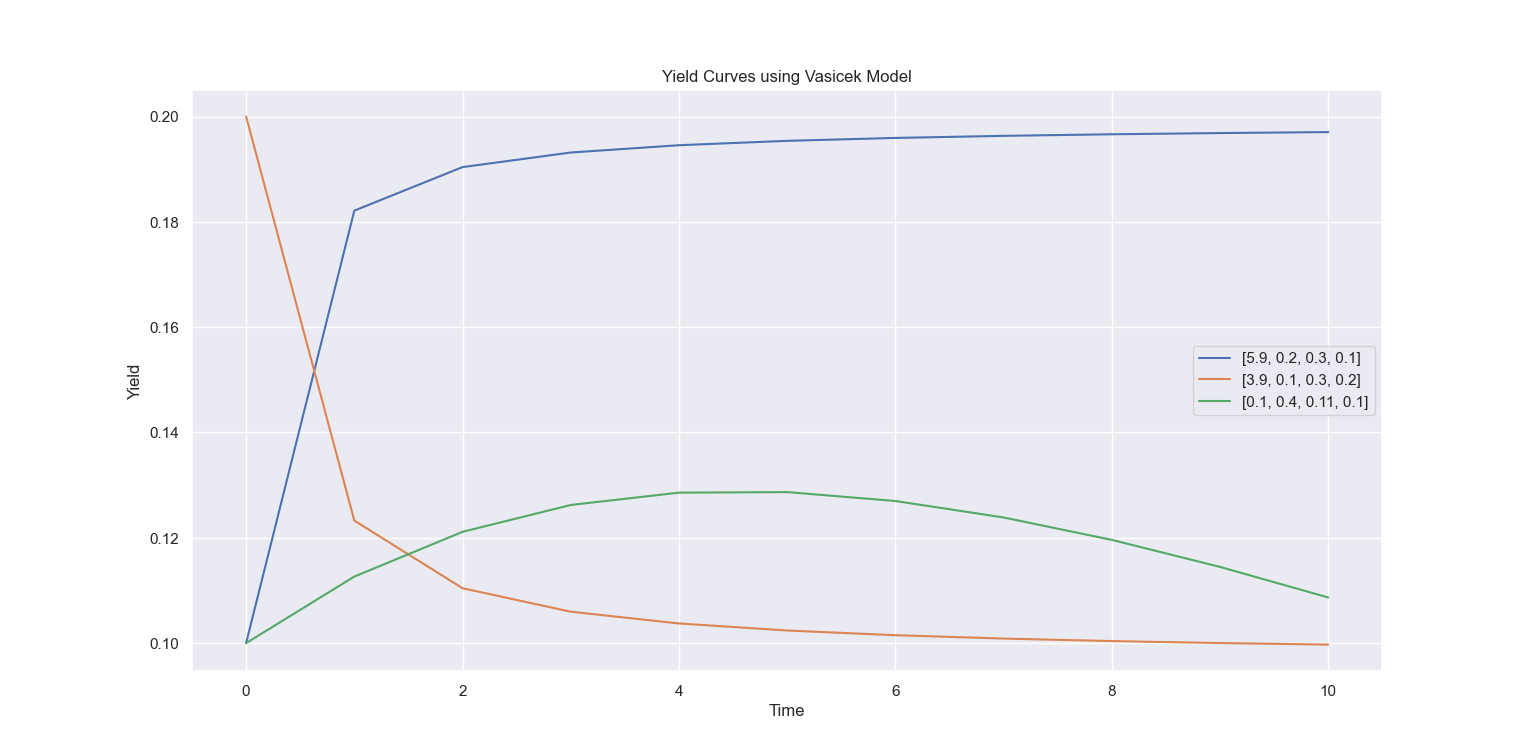 Yield Curves using Vasicek Model
Yield
0.20
0.18
0.16
0.14
0.12
0.10
[5.9, 0.2, 0.3, 0.1]
[3.9, 0.1, 0.3, 0.2]
[0.1, 0.4, 0.11, 0.1]
0 2 4 6 8 10
Time